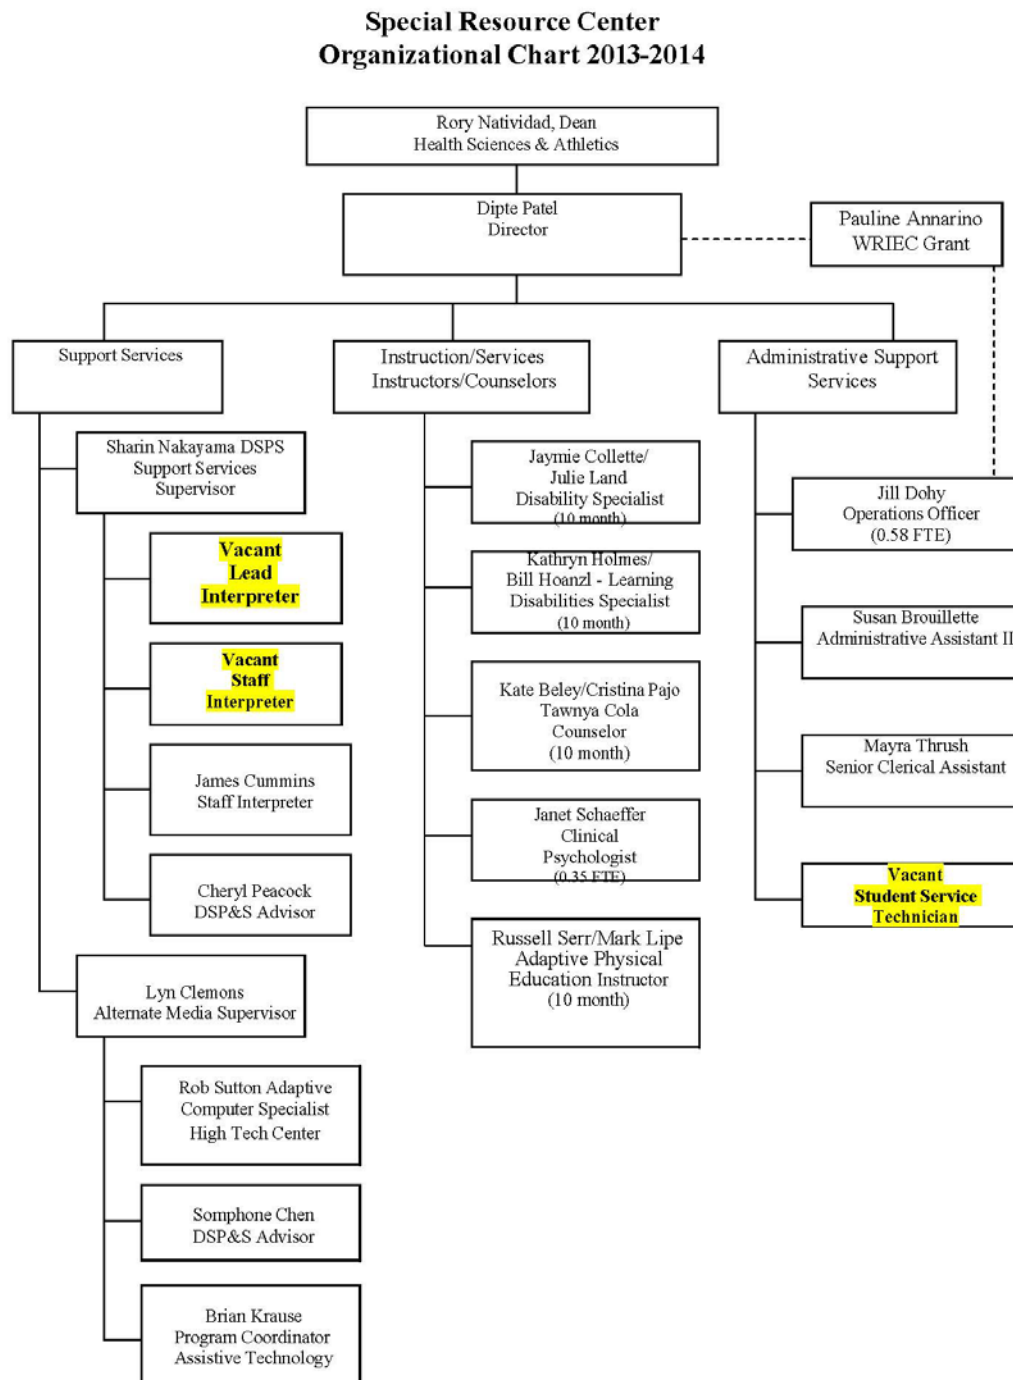 Special Resource Center
Organizational Chart 2013-2014
Rory Natividad, Dean
Health Sciences & Athletics
Dipte Patel
Director
Pauline Annarino
WRIEC Grant
Support Services
Instruction/Services
Instructors/Counselors
Administrative Support
Services
Sharin Nakayama DSPS
Support Services
Supervisor
Vacant
Lead
Interpreter
Vacant
Staff
Interpreter
James Cummins
Staff Interpreter
Cheryl Peacock
DSP&S Advisor
Lyn Clemons
Alternate Media Supervisor
Rob Sutton Adaptive
Computer Specialist
High Tech Center
Somphone Chen
DSP&S Advisor
Brian Krause
Program Coordinator
Assistive Technology
Jaymie Collette/
Julie Land
Disability Specialist
(10 month)
Kathryn Holmes/
Bill Hoanzl - Learning
Disabilities Specialist
(10 month)
Kate Beley/Cristina Pajo
Tawnya Cola
Counselor
(10 month)
Janet Schaeffer
Clinical
Psychologist
(0.35 FTE)
Russell Serr/Mark Lipe
Adaptive Physical
Education Instructor
(10 month)
Jill Dohy
Operations Officer
(0.58 FTE)
Susan Brouillette
Administrative Assistant II
Mayra Thrush
Senior Clerical Assistant
Vacant
Student Service
Technician